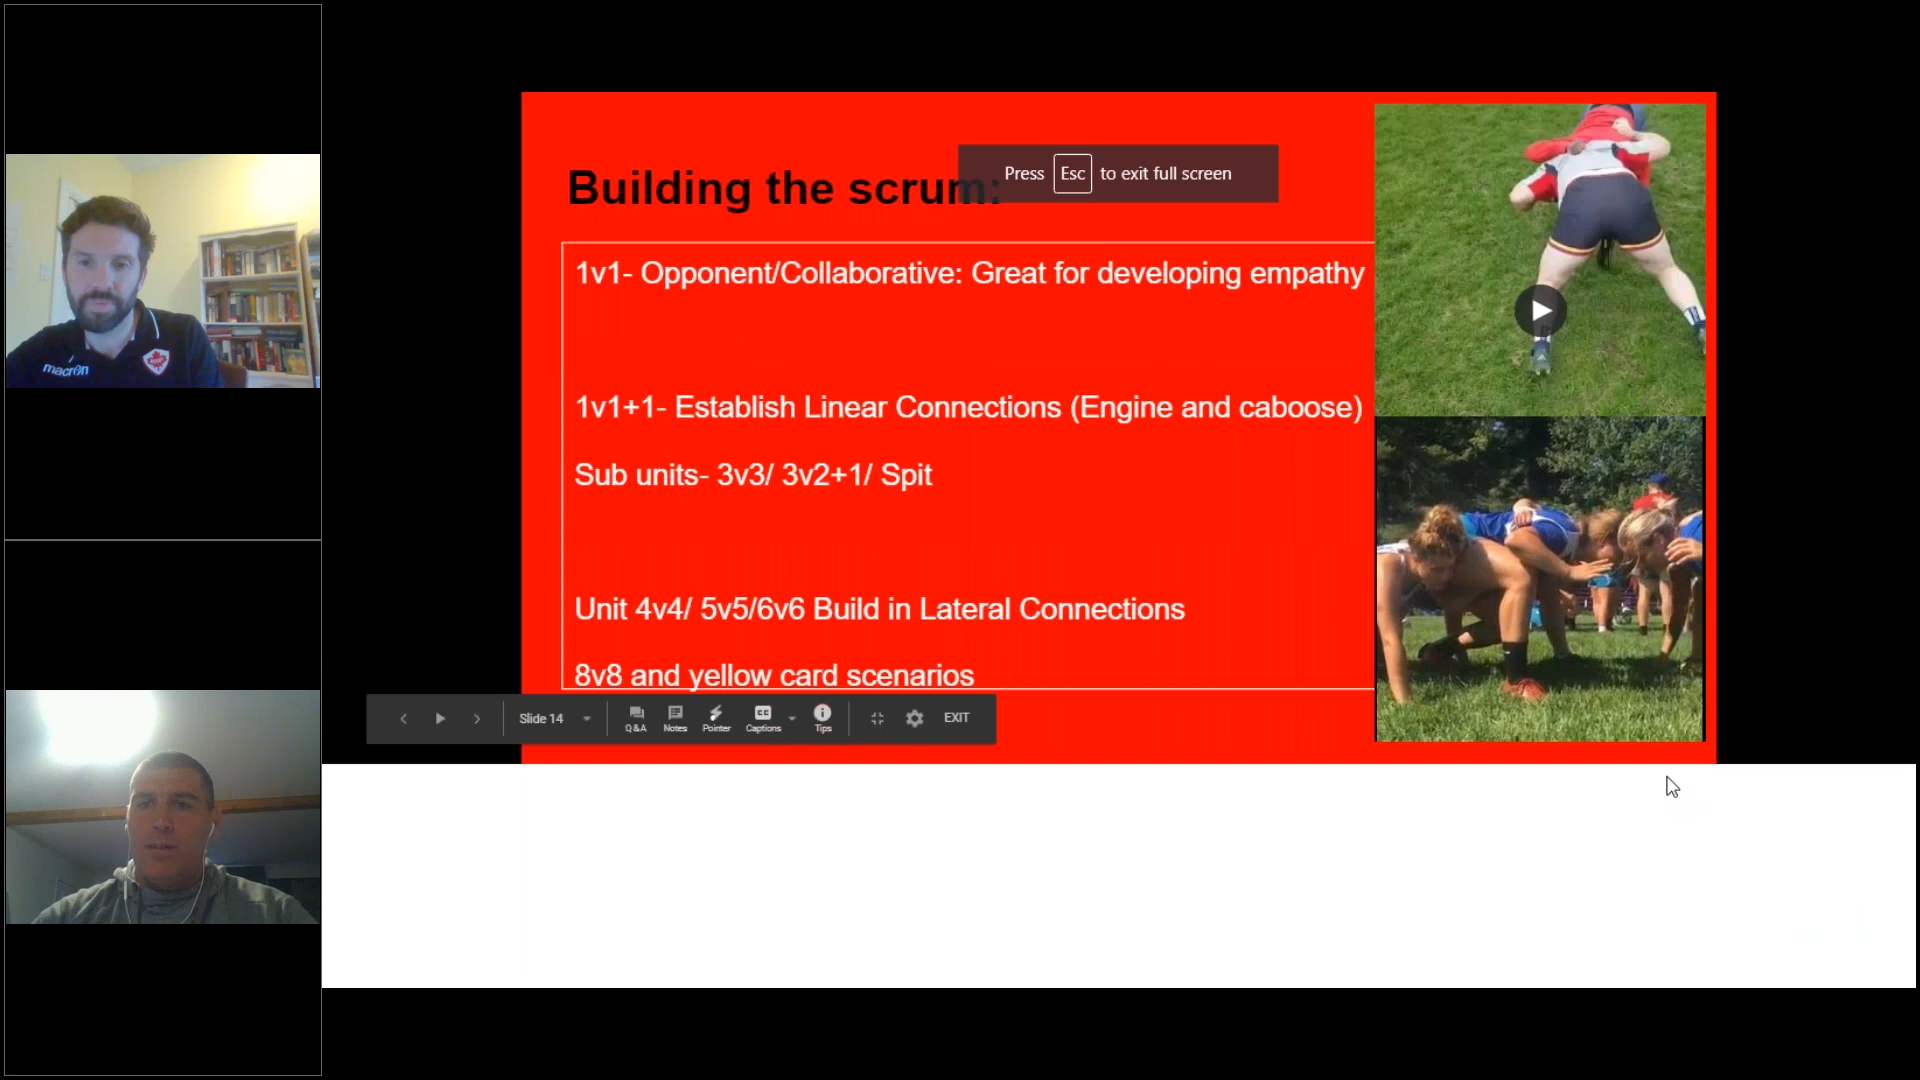 Building the scrum:
Press Esc to exit full screen
1v1- Opponent/Collaborative: Great for developing empathy
1v1+1- Establish Linear Connections (Engine and caboose)
Sub units- 3v3/ 3v2+1/ Spit
Unit 4v4/ 5v5/6v6 Build in Lateral Connections
8v8 and yellow card scenarios
Slide 14
Q&A Notes Pointer Captions Tips EXIT
macron